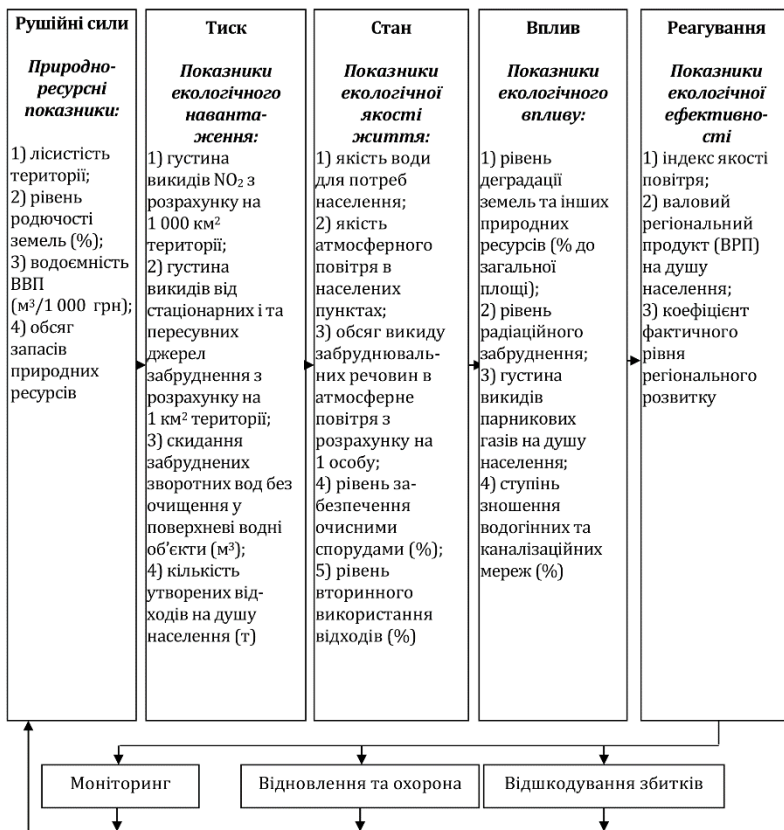 Рушійні сили
Природно-
ресурсні
показники:
1) лісистість
території;
2) рівень
родючості
земель (%);
3) водоємність
ВВП
(м³/1 000 грн);
4) обсяг
запасів
природних
ресурсів
Тиск
Показники
екологічного
наванта-
ження:
1) густина
викидів NO₂ з
розрахунку на
1 000 км²
території;
2) густина
викидів від
стаціонарних і та
пересувних
джерел
забруднення з
розрахунку на
1 км² території;
3) скидання
забруднених
зворотних вод без
очищення у
поверхневі водні
об’єкти (м³);
4) кількість
утворених від-
ходів на душу
населення (т)
Стан
Показники
екологічної
якості
життя:
1) якість води
для потреб
населення;
2) якість
атмосферного
повітря в
населених
пунктах;
3) обсяг викиду
забруднюваль-
них речовин в
атмосферне
повітря з
розрахунку на
1 особу;
4) рівень за-
безпечення
очисними
спорудами (%);
5) рівень
вторинного
використання
відходів (%)
Вплив
Показники
екологічного
впливу:
1) рівень
деградації
земель та інших
природних
ресурсів (% до
загальної
площі);
2) рівень
радіаційного
забруднення;
3) густина
викидів
парникових
газів на душу
населення;
4) ступінь
зношення
водогінних та
каналізаційних
мереж (%)
Реагування
Показники
екологічної
ефективно-
сті
1) індекс якості
повітря;
2) валовий
регіональний
продукт (ВРП)
на душу
населення;
3) коефіцієнт
фактичного
рівня
регіонального
розвитку
Моніторинг
Відновлення та охорона
Відшкодування збитків